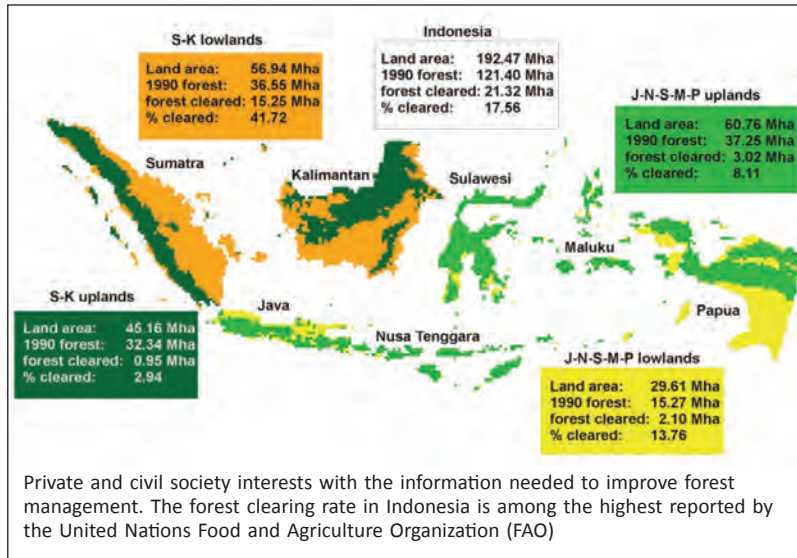 S-K lowlands
Land area: 56.94 Mha
1990 forest: 36.55 Mha
forest cleared: 15.25 Mha
% cleared: 41.72
Indonesia
Land area: 192.47 Mha
1990 forest: 121.40 Mha
forest cleared: 21.32 Mha
% cleared: 17.56
J-N-S-M-P uplands
Land area: 60.76 Mha
1990 forest: 37.25 Mha
forest cleared: 3.02 Mha
% cleared: 8.11
Sumatra
Kalimantan
Sulawesi
Maluku
Papua
Java
Nusa Tenggara
S-K uplands
Land area: 45.16 Mha
1990 forest: 32.34 Mha
forest cleared: 0.95 Mha
% cleared: 2.94
J-N-S-M-P lowlands
Land area: 29.61 Mha
1990 forest: 15.27 Mha
forest cleared: 2.10 Mha
% cleared: 13.76
Private and civil society interests with the information needed to improve forest
management. The forest clearing rate in Indonesia is among the highest reported by
the United Nations Food and Agriculture Organization (FAO)